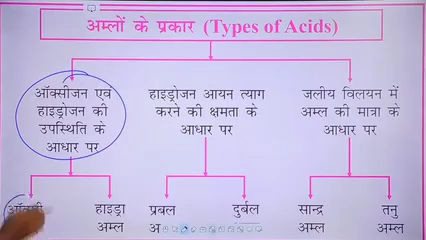 अम्लों के प्रकार (Types of Acids)
ऑक्सीजन एवं
हाइड्रोजन की
उपस्थिति के
आधार पर
हाइड्रोजन आयन त्याग
करने की क्षमता के
आधार पर
जलीय विलयन में
अम्ल की मात्रा के
आधार पर
हाइड्रा
अम्ल
प्रबल
दुर्बल
सान्द्र
अम्ल
तनु
अम्ल